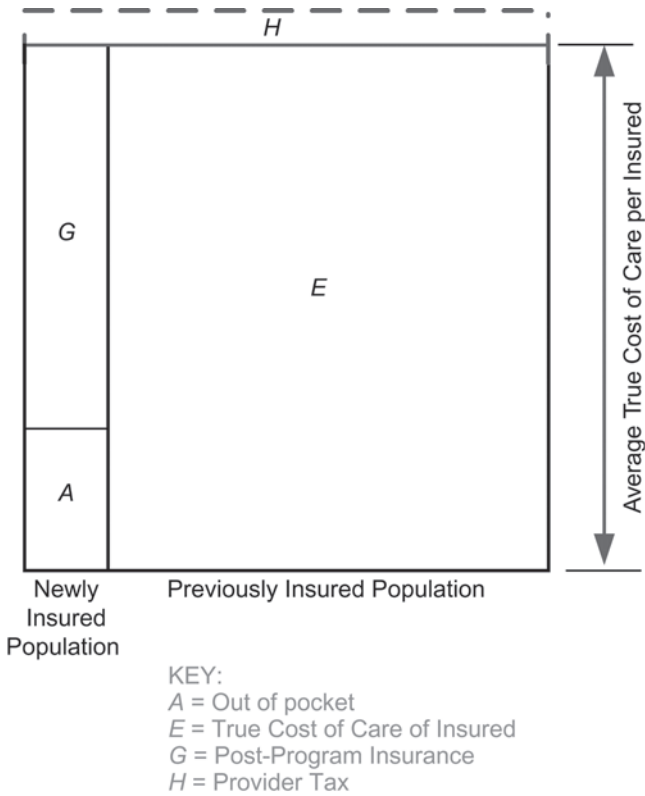 H
G
E
A
Average True Cost of Care per Insured
Newly
Insured
Population
Previously Insured Population
KEY:
A = Out of pocket
E = True Cost of Care of Insured
G = Post-Program Insurance
H = Provider Tax